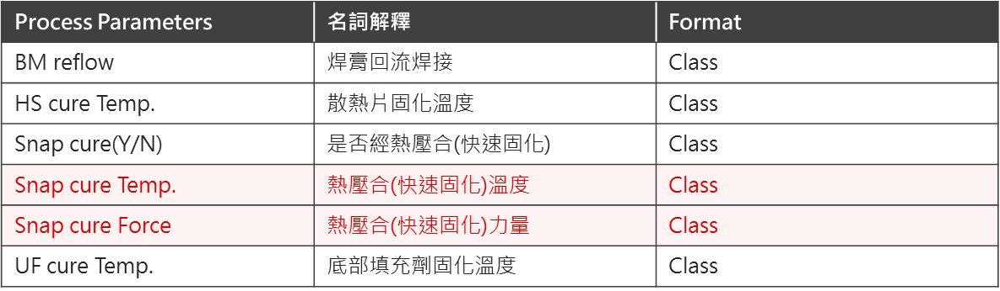 Process Parameters 名詞解釋 Format
BM reflow 焊膏回流焊接 Class
HS cure Temp. 散熱片固化溫度 Class
Snap cure(Y/N) 是否經熱壓合(快速固化) Class
Snap cure Temp. 熱壓合(快速固化)溫度 Class
Snap cure Force 熱壓合(快速固化)力量 Class
UF cure Temp. 底部填充劑固化溫度 Class